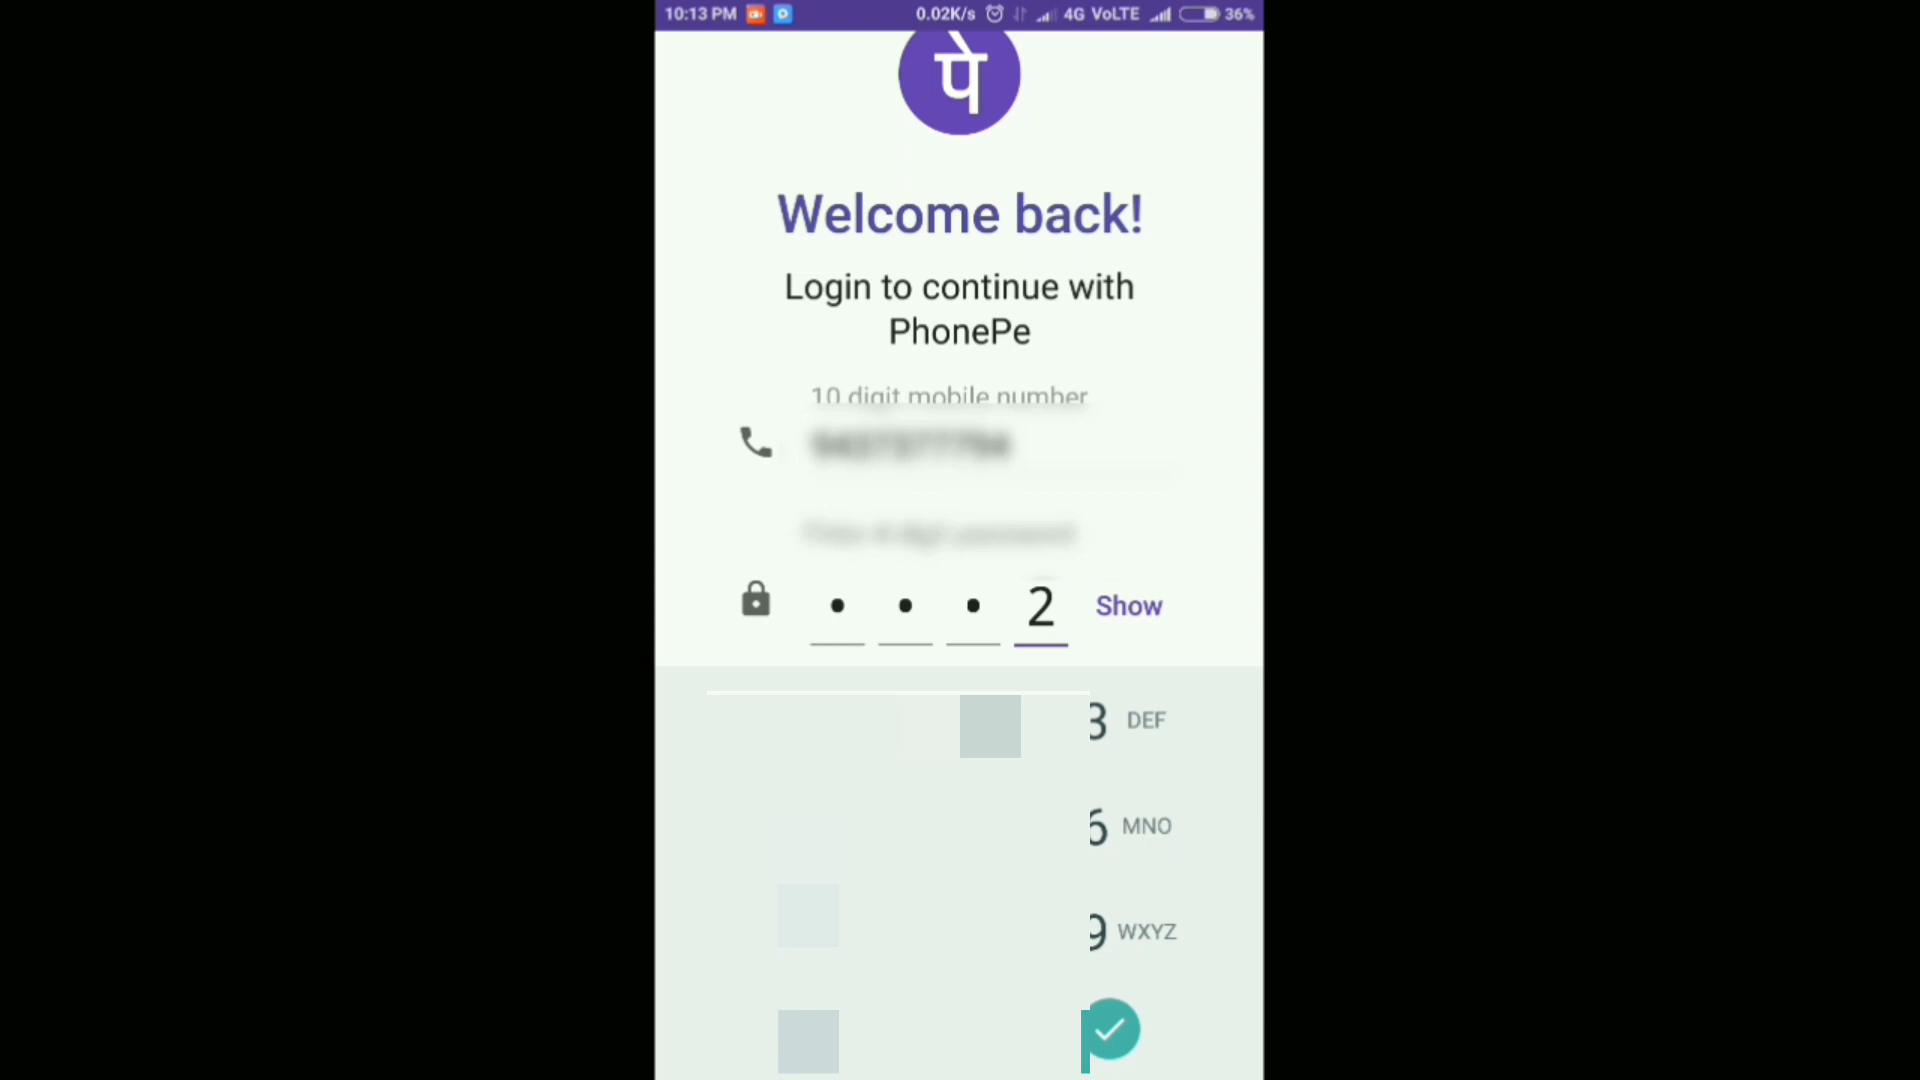 10:13 PM 0.02K/s 4G VoLTE 36%
पे
Welcome back!
Login to continue with
PhonePe
10 digit mobile number
2 Show
3 DEF
6 MNO
9 WXYZ